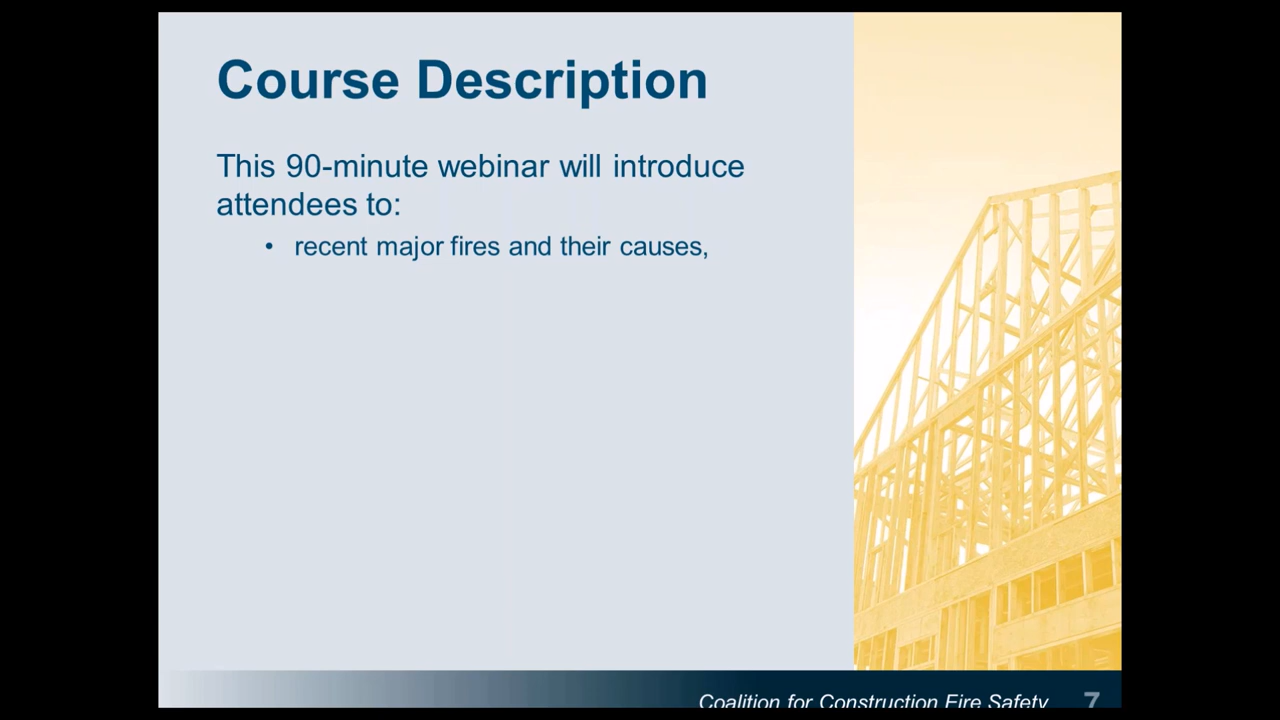 Course Description
This 90-minute webinar will introduce
attendees to:
• recent major fires and their causes,
Coalition for Construction Fire Safety 7